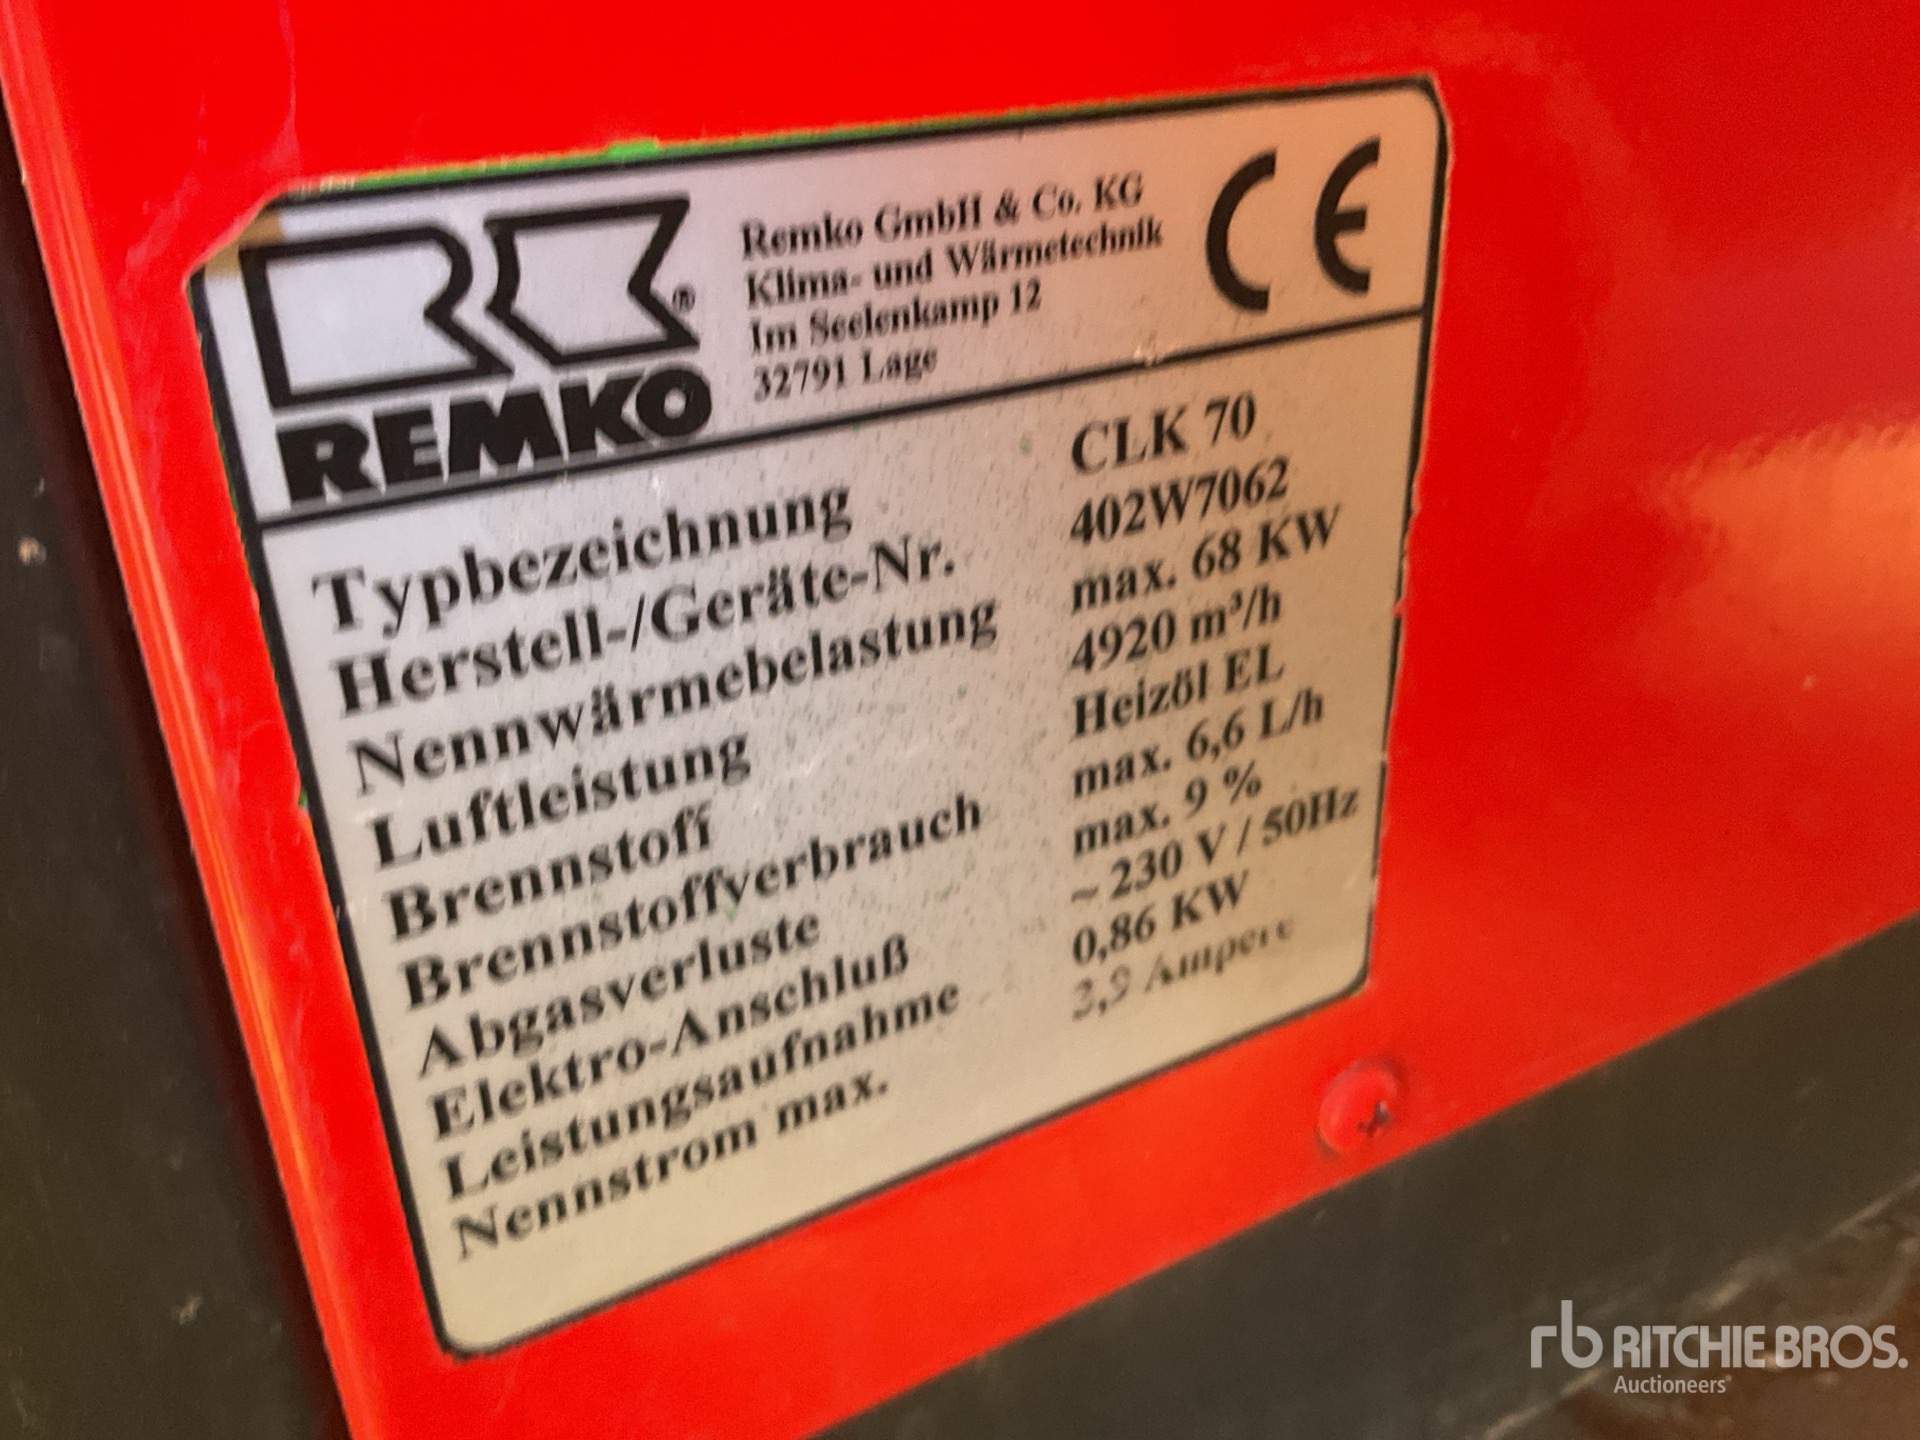 REMKO
®
Remko GmbH & Co. KG
Klima- und Wärmetechnik
Im Seelenkamp 12
32791 Lage
CE
Typbezeichnung CLK 70
Herstell-/Geräte-Nr. 402W7062
Nennwärmebelastung max. 68 KW
Luftleistung 4920 m³/h
Brennstoff Heizöl EL
Brennstoffverbrauch max. 6,6 L/h
Abgasverluste max. 9 %
Elektro-Anschluß ~ 230 V / 50Hz
Leistungsaufnahme 0,86 KW
Nennstrom max. Ampere
rb RITCHIE BROS.
Auctioneers